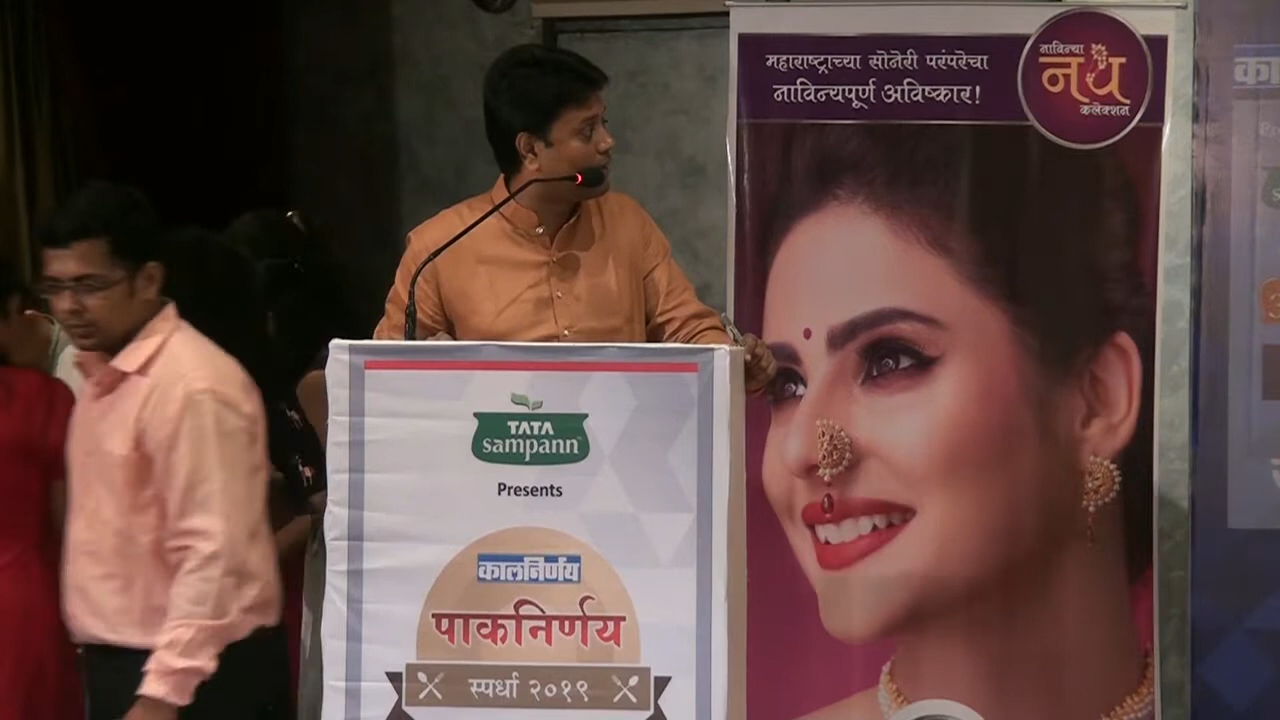 महाराष्ट्राच्या सोनेरी परंपरेचा
नाविन्यपूर्ण अविष्कार!
नाविन्या
नथ
कलेक्शन
TATA
sampann
Presents
कालनिर्णय
पाकनिर्णय
स्पर्धा २०१९